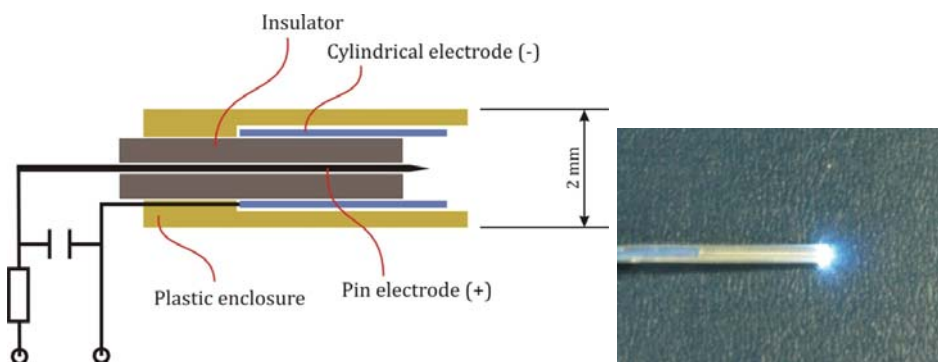 Insulator
Cylindrical electrode (-)
2 mm
Plastic enclosure
Pin electrode (+)